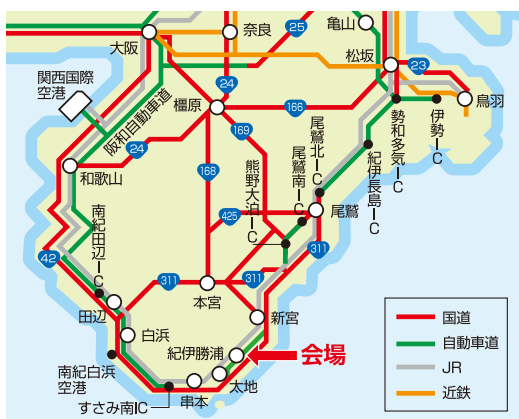 亀山
25
大阪
奈良
松坂
23
関西国際
空港
24
橿原
166
鳥羽
阪和自動車道
169
伊勢IC
勢和多気IC
24
尾鷲北IC
紀伊長島IC
和歌山
168
熊野大泊IC
尾鷲南IC
南紀田辺IC
425
尾鷲
42
311
311
311
本宮
田辺
新宮
国道
自動車道
JR
近鉄
白浜
紀伊勝浦
会場
南紀白浜
空港
太地
すさみ南IC
串本